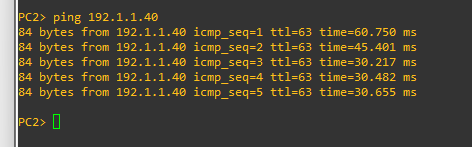 PC2> ping 192.1.1.40
84 bytes from 192.1.1.40 icmp_seq=1 ttl=63 time=60.750 ms
84 bytes from 192.1.1.40 icmp_seq=2 ttl=63 time=45.401 ms
84 bytes from 192.1.1.40 icmp_seq=3 ttl=63 time=30.217 ms
84 bytes from 192.1.1.40 icmp_seq=4 ttl=63 time=30.482 ms
84 bytes from 192.1.1.40 icmp_seq=5 ttl=63 time=30.655 ms
PC2>